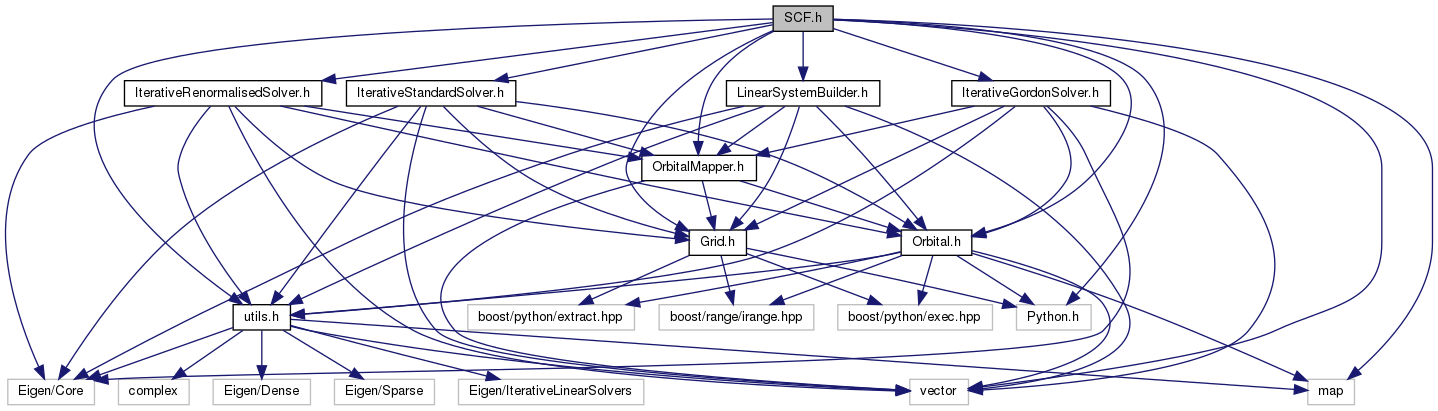 SCF.h
IterativeRenormalisedSolver.h
IterativeStandardSolver.h
LinearSystemBuilder.h
IterativeGordonSolver.h
OrbitalMapper.h
Grid.h
Orbital.h
utils.h
boost/python/extract.hpp
boost/range/irange.hpp
boost/python/exec.hpp
Python.h
Eigen/Core
complex
Eigen/Dense
Eigen/Sparse
Eigen/IterativeLinearSolvers
vector
map